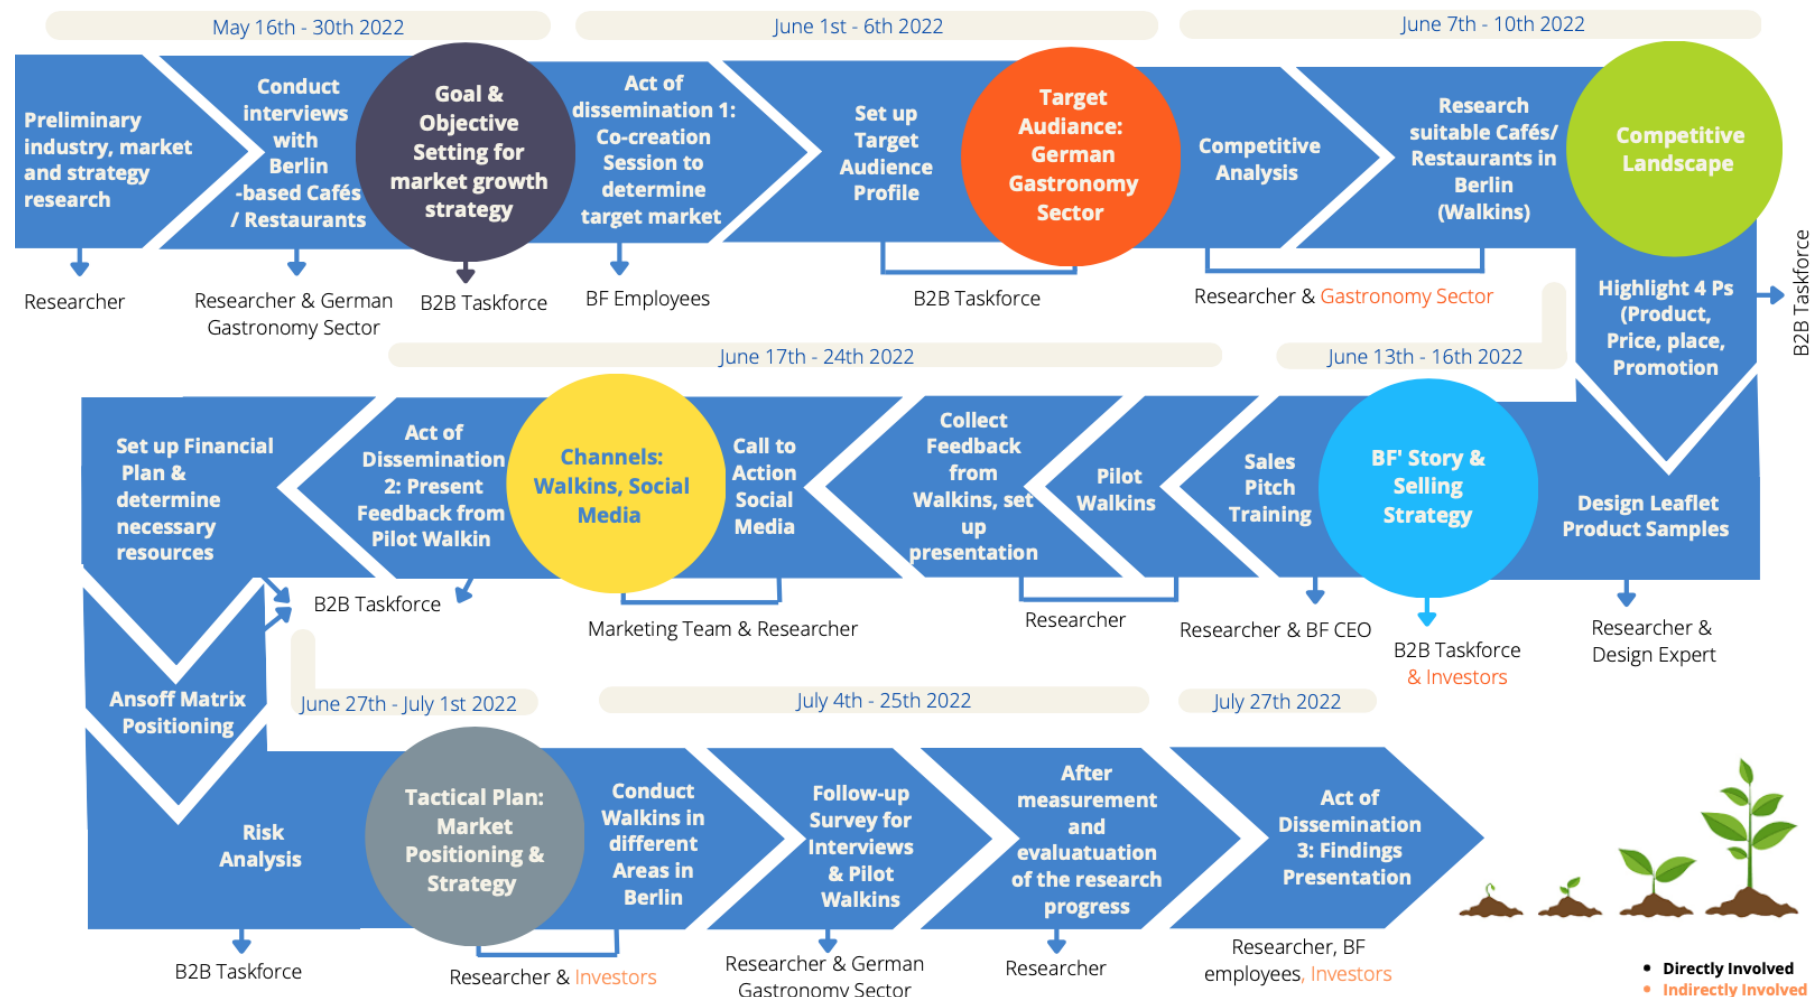 May 16th - 30th 2022
June 1st - 6th 2022
June 7th - 10th 2022
Preliminary
industry, market
and strategy
research
Conduct
interviews
with
Berlin
-based Cafés
/ Restaurants
Goal &
Objective
Setting for
market growth
strategy
Act of
dissemination 1:
Co-creation
Session to
determine
target market
Set up
Target
Audience
Profile
Target
Audiance:
German
Gastronomy
Sector
Competitive
Analysis
Research
suitable Cafés/
Restaurants in
Berlin
(Walkins)
Competitive
Landscape
Researcher
Researcher & German
Gastronomy Sector
B2B Taskforce
BF Employees
B2B Taskforce
Researcher & Gastronomy Sector
Highlight 4 Ps
(Product,
Price, place,
Promotion
B2B Taskforce
June 17th - 24th 2022
June 13th - 16th 2022
Design Leaflet
Product Samples
BF' Story &
Selling
Strategy
Sales
Pitch
Training
Pilot
Walkins
Collect
Feedback
from
Walkins, set
up
presentation
Call to
Action
Social
Media
Channels:
Walkins, Social
Media
Act of
Dissemination
2: Present
Feedback from
Pilot Walkin
Set up Financial
Plan &
determine
necessary
resources
Researcher &
Design Expert
B2B Taskforce
& Investors
Researcher & BF CEO
Researcher
Marketing Team & Researcher
B2B Taskforce
Ansoff Matrix
Positioning
June 27th - July 1st 2022
July 4th - 25th 2022
July 27th 2022
Risk
Analysis
Tactical Plan:
Market
Positioning &
Strategy
Conduct
Walkins in
different
Areas in
Berlin
Follow-up
Survey for
Interviews
& Pilot
Walkins
After
measurement
and
evaluatuation
of the research
progress
Act of
Dissemination
3: Findings
Presentation
B2B Taskforce
Researcher & Investors
Researcher & German
Gastronomy Sector
Researcher
Researcher, BF
employees, Investors
• Directly Involved
• Indirectly Involved